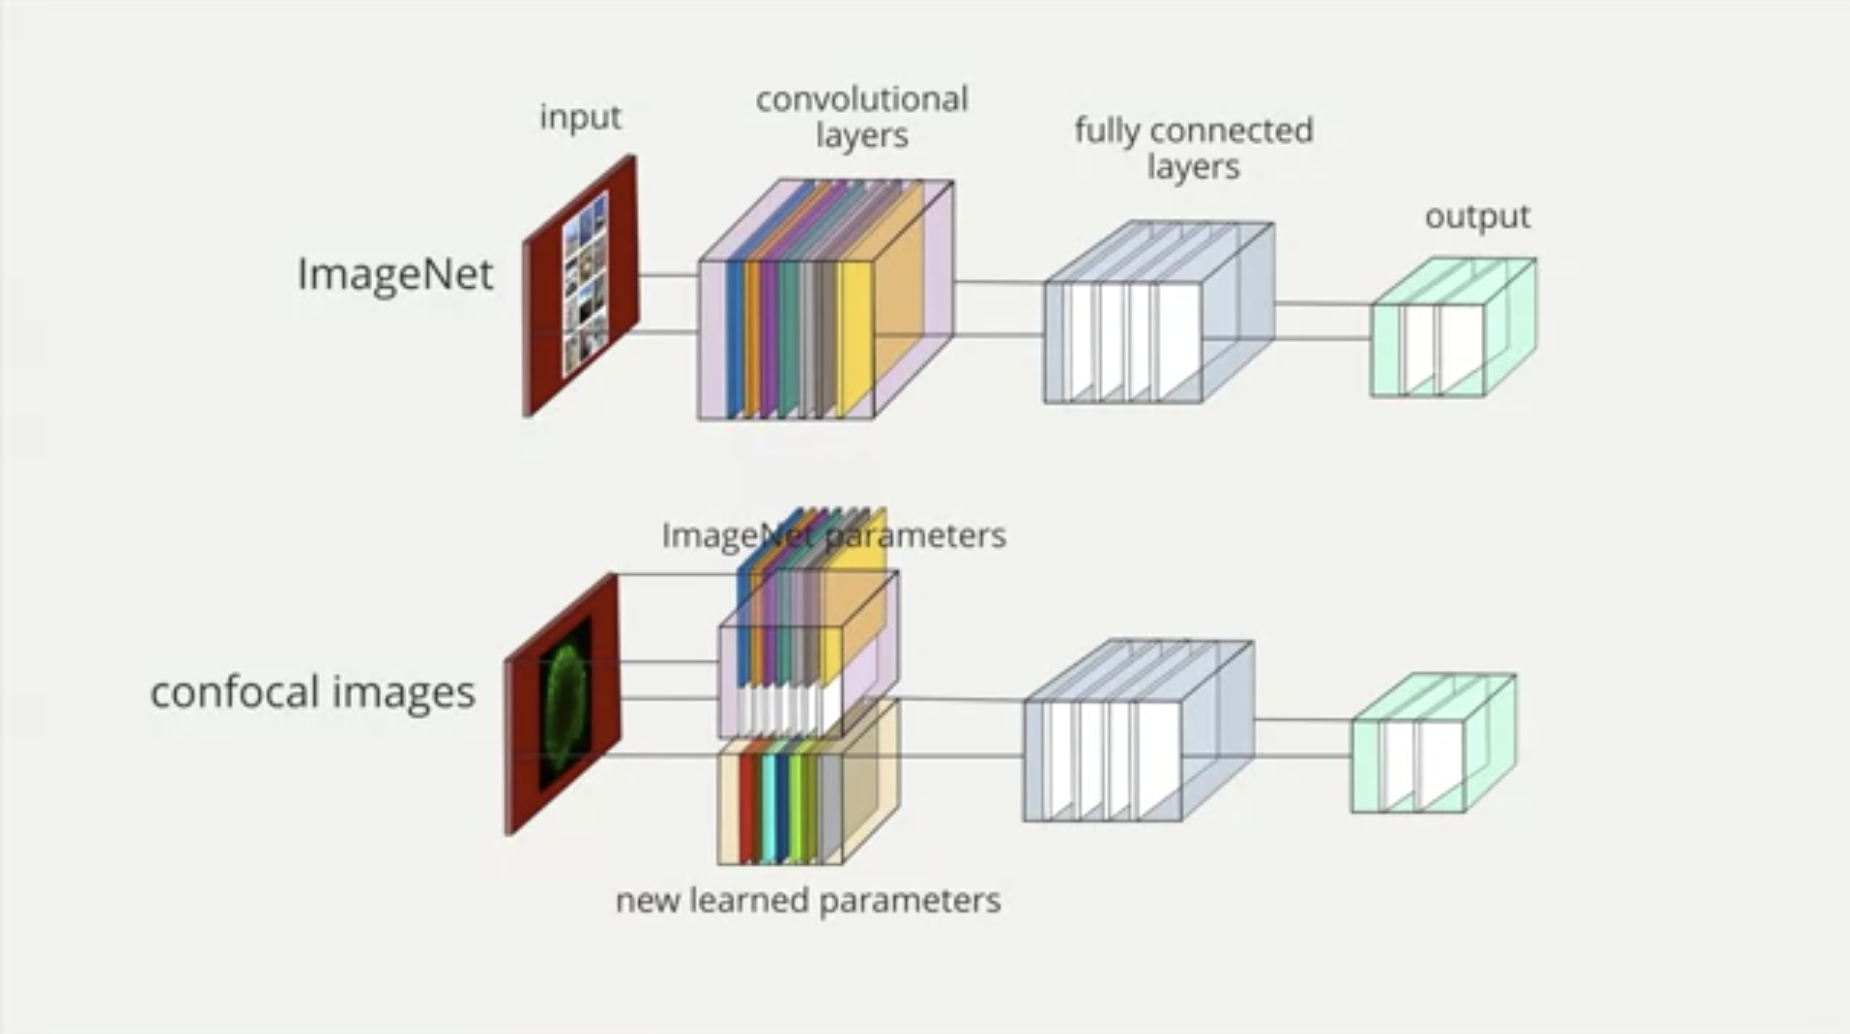 input
convolutional
layers
fully connected
layers
output
ImageNet
ImageNet parameters
confocal images
new learned parameters